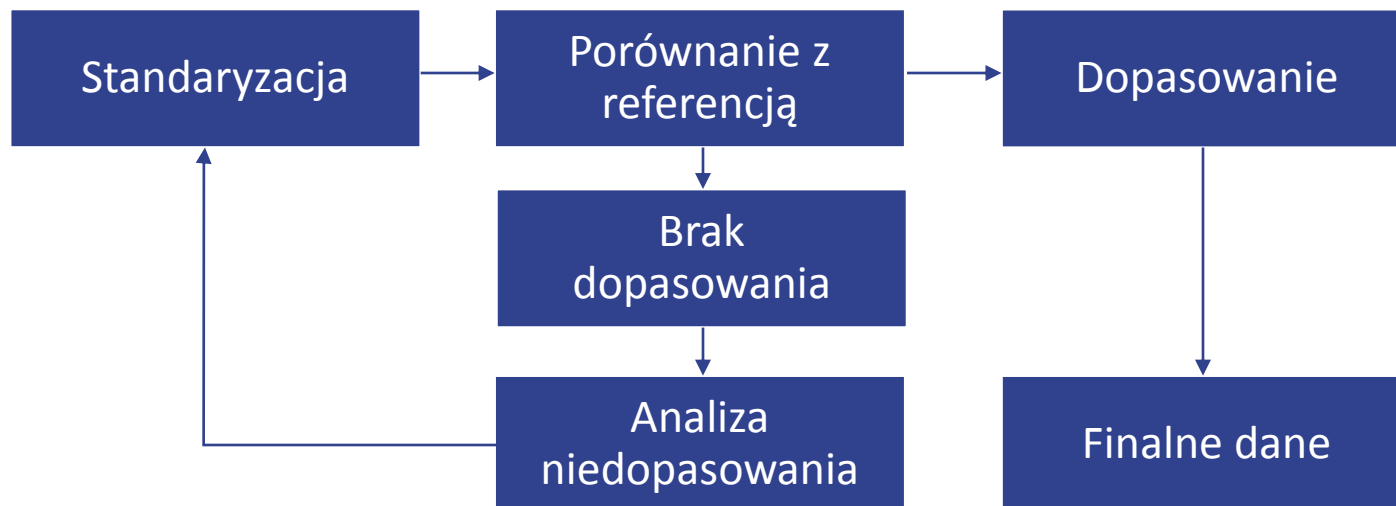 Standaryzacja
Porównanie z
referencją
Dopasowanie
Brak
dopasowania
Analiza
niedopasowania
Finalne dane